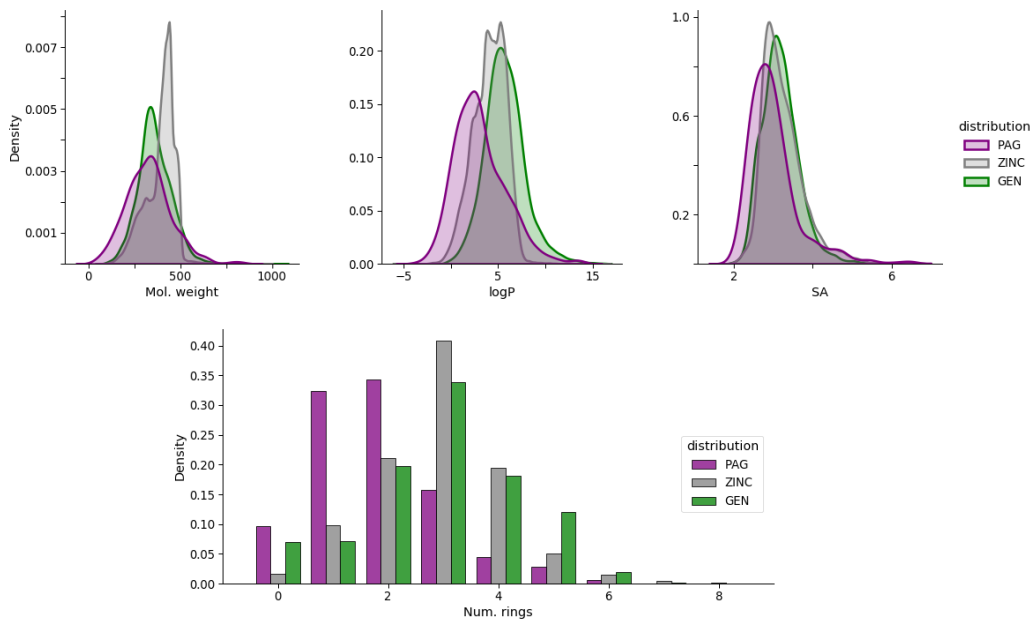 Density
0.007
0.005
0.003
0.001
0
500
1000
Mol. weight
0.20
0.15
0.10
0.05
0.00
−5
5
15
logP
1.0
0.6
0.2
2
6
SA
distribution
PAG
ZINC
GEN
Density
0.40
0.35
0.30
0.25
0.20
0.15
0.10
0.05
0.00
0
2
4
6
8
Num. rings
distribution
PAG
ZINC
GEN